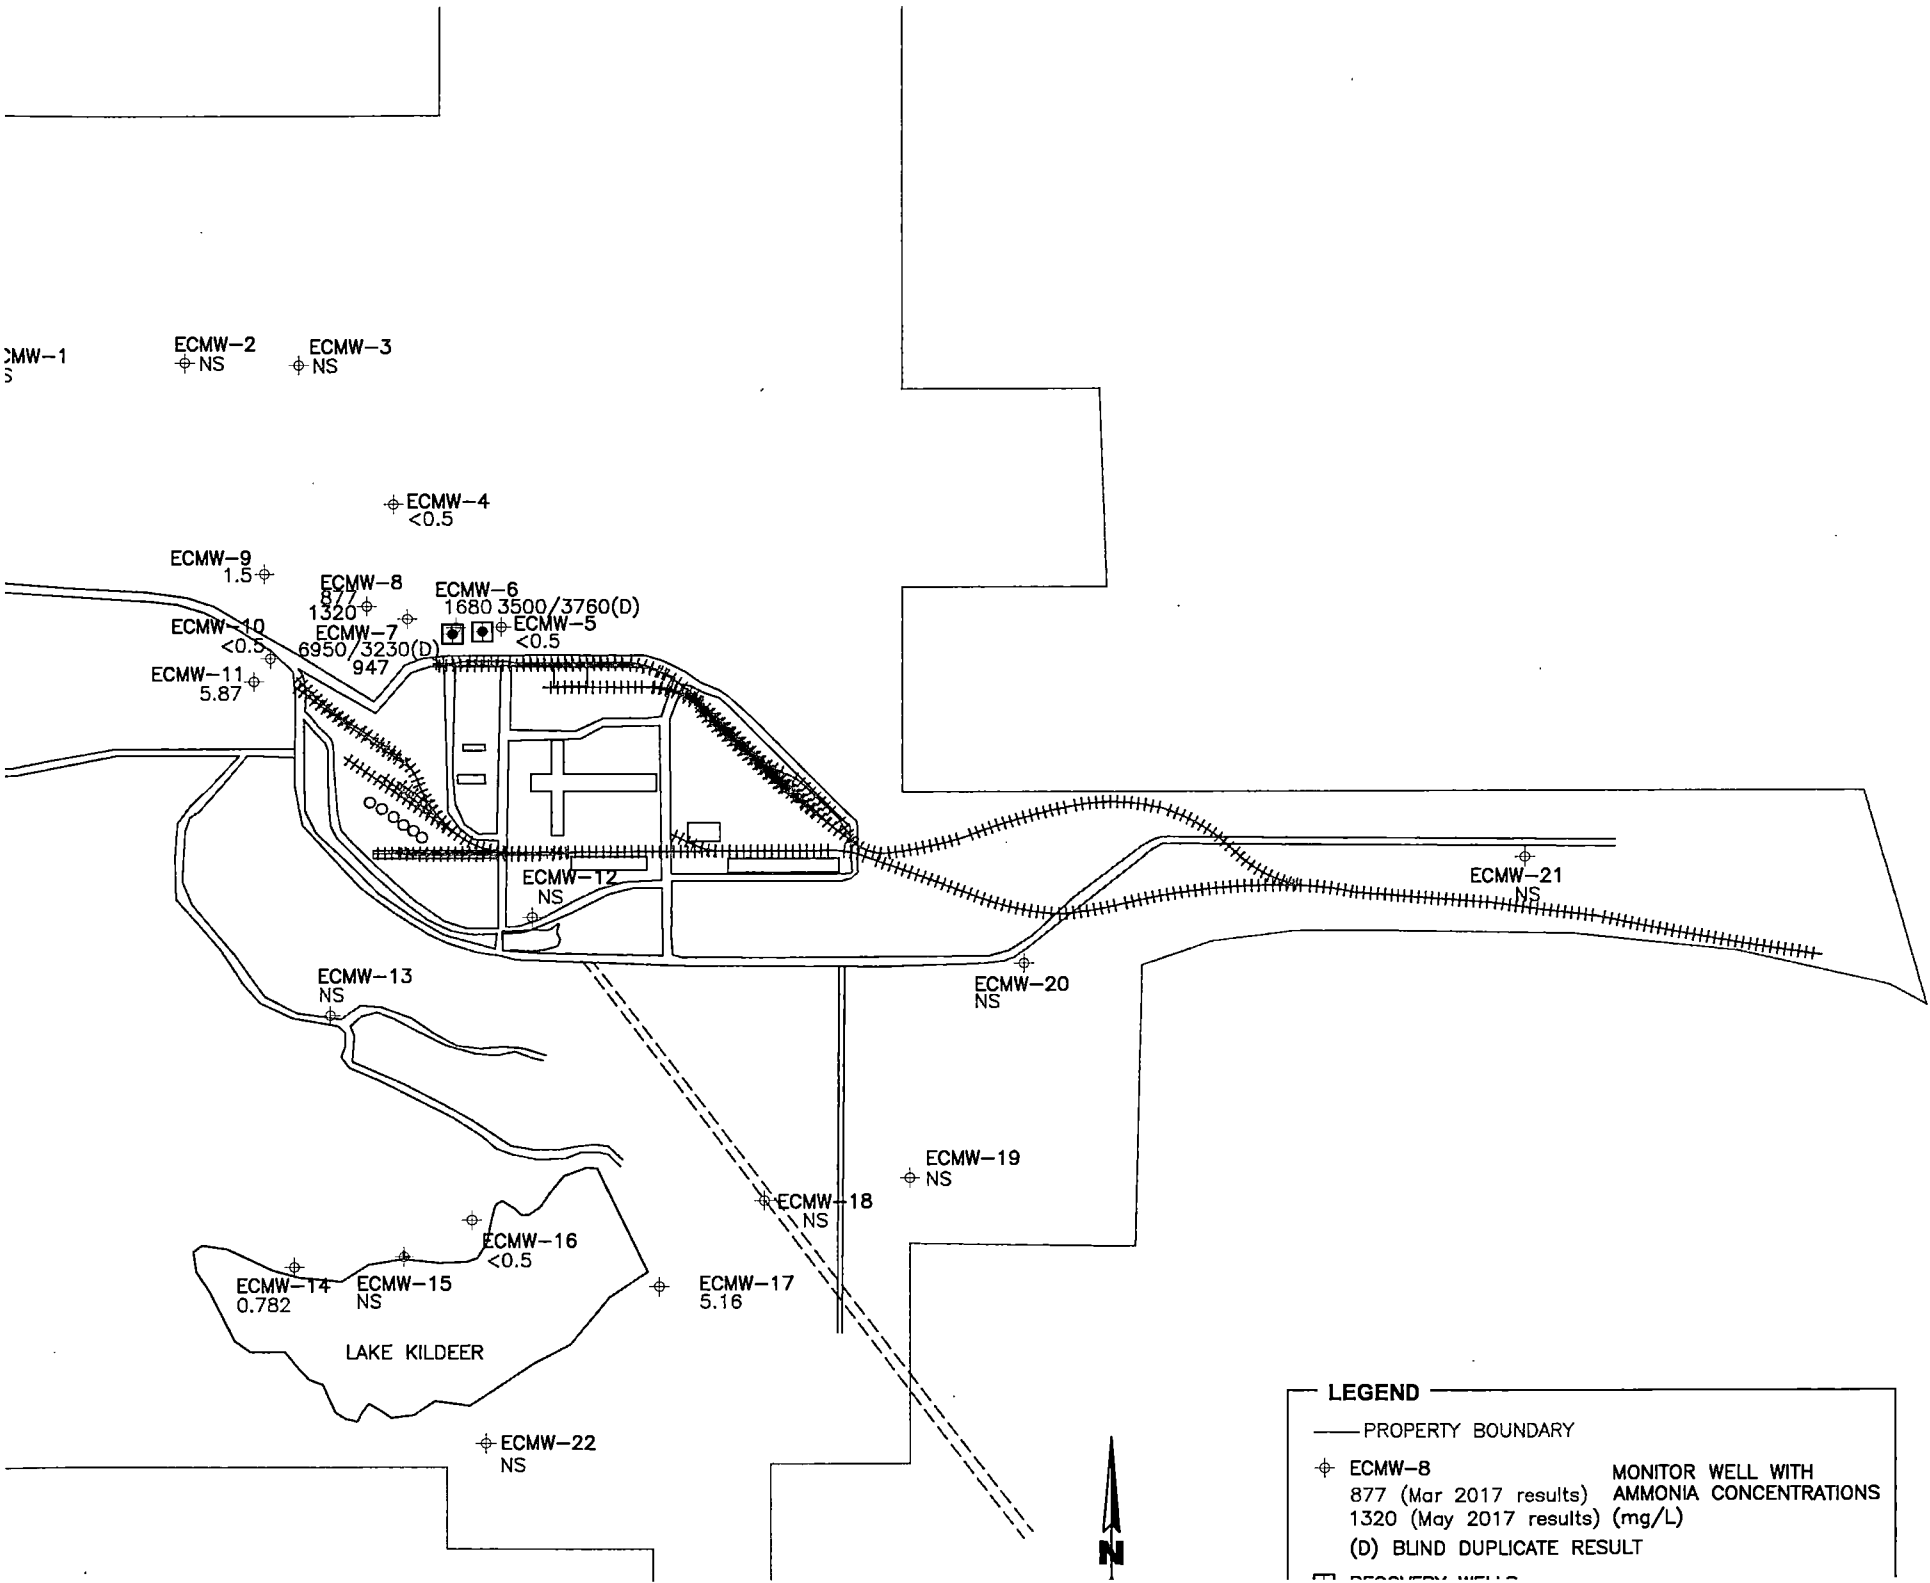 CMW-1
S
ECMW-2
NS
ECMW-3
NS
ECMW-4
<0.5
ECMW-9
1.5
ECMW-8
877
1320
ECMW-6
1680 3500/3760(D)
ECMW-5
<0.5
ECMW-10
<0.5
ECMW-7
6950/3230(D)
947
ECMW-11
5.87
ECMW-12
NS
ECMW-21
NS
ECMW-13
NS
ECMW-20
NS
ECMW-19
NS
ECMW-18
NS
ECMW-16
<0.5
ECMW-14
0.782
ECMW-15
NS
ECMW-17
5.16
LAKE KILDEER
ECMW-22
NS
N
LEGEND
PROPERTY BOUNDARY
ECMW-8
877 (Mar 2017 results)
1320 (May 2017 results)
MONITOR WELL WITH
AMMONIA CONCENTRATIONS
(mg/L)
(D) BLIND DUPLICATE RESULT
RECOVERY WELLS